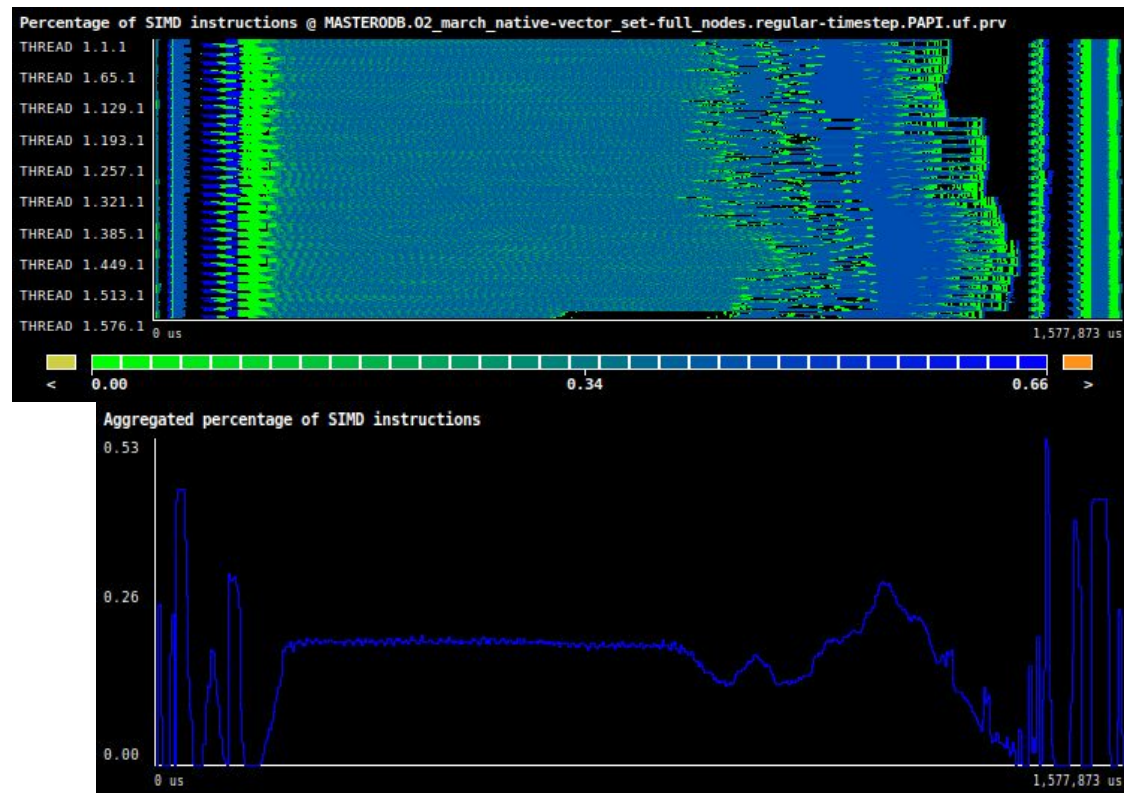 Percentage of SIMD instructions @ MASTERODB.O2_march_native-vector_set-full_nodes.regular-timestep.PAPI.uf.prv
THREAD 1.1.1
THREAD 1.65.1
THREAD 1.129.1
THREAD 1.193.1
THREAD 1.257.1
THREAD 1.321.1
THREAD 1.385.1
THREAD 1.449.1
THREAD 1.513.1
THREAD 1.576.1
0 us 1,577,873 us
< 0.00 0.34 0.66 >
Aggregated percentage of SIMD instructions
0.53
0.26
0.00
0 us 1,577,873 us